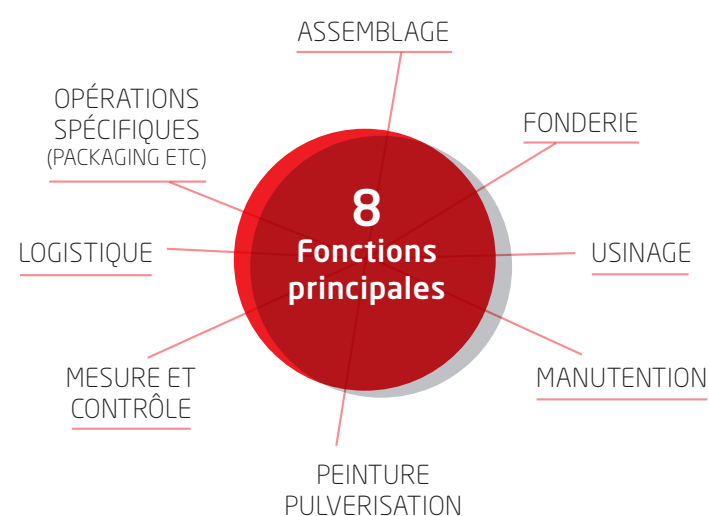 ASSEMBLAGE
FONDERIE
USINAGE
MANUTENTION
PEINTURE
PULVERISATION
MESURE ET
CONTRÔLE
LOGISTIQUE
OPÉRATIONS
SPÉCIFIQUES
(PACKAGING ETC)
8
Fonctions
principales